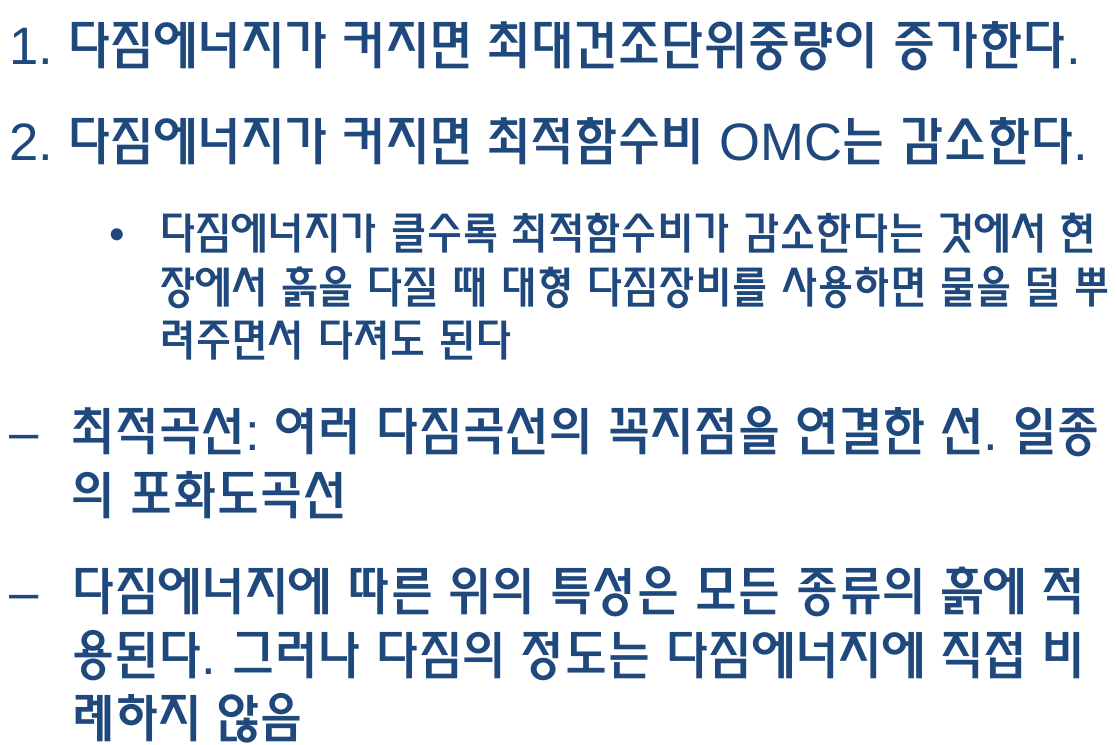 1. 다짐에너지가 커지면 최대건조단위중량이 증가한다.
2. 다짐에너지가 커지면 최적함수비 OMC는 감소한다.
• 다짐에너지가 클수록 최적함수비가 감소한다는 것에서 현
장에서 흙을 다질 때 대형 다짐장비를 사용하면 물을 덜 뿌
려주면서 다져도 된다
– 최적곡선: 여러 다짐곡선의 꼭지점을 연결한 선. 일종
의 포화도곡선
– 다짐에너지에 따른 위의 특성은 모든 종류의 흙에 적
용된다. 그러나 다짐의 정도는 다짐에너지에 직접 비
례하지 않음